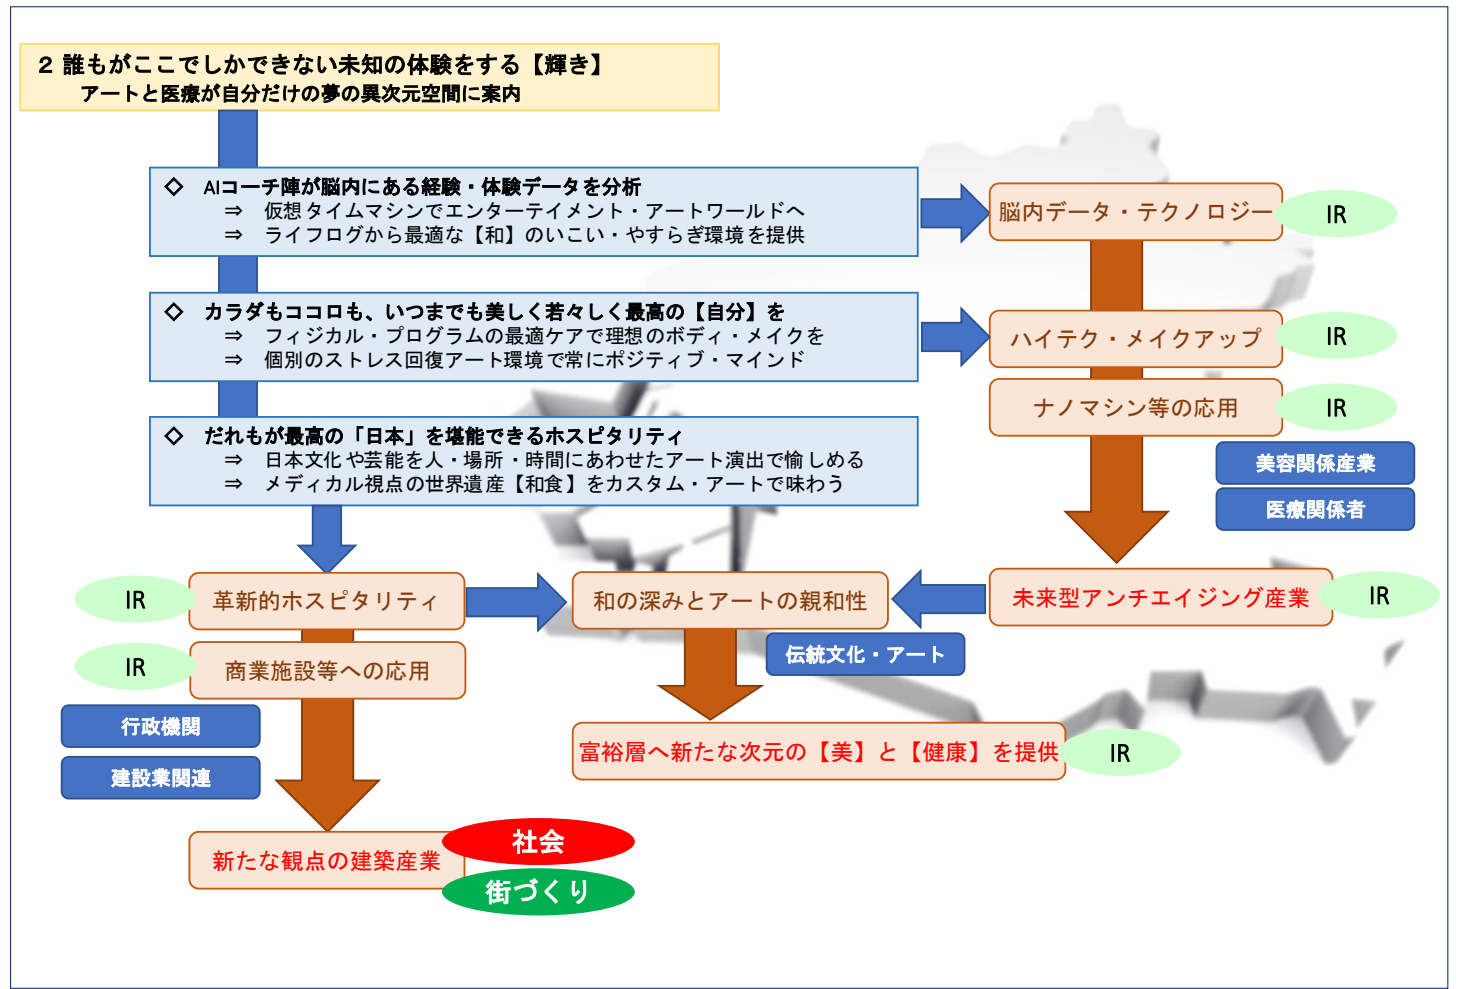 ２ 誰もがここでしかできない未知の体験をする【輝き】
アートと医療が自分だけの夢の異次元空間に案内
◇ AIコーチ陣が脳内にある経験・体験データを分析
⇒ 仮想タイムマシンでエンターテイメント・アートワールドへ
⇒ ライフログから最適な【和】のいこい・やすらぎ環境を提供
脳内データ・テクノロジー
IR
◇ カラダもココロも、いつまでも美しく若々しく最高の【自分】を
⇒ フィジカル・プログラムの最適ケアで理想のボディ・メイクを
⇒ 個別のストレス回復アート環境で常にポジティブ・マインド
ハイテク・メイクアップ
IR
ナノマシン等の応用
IR
◇ だれもが最高の「日本」を堪能できるホスピタリティ
⇒ 日本文化や芸能を人・場所・時間にあわせたアート演出で愉しめる
⇒ メディカル視点の世界遺産【和食】をカスタム・アートで味わう
美容関係産業
医療関係者
IR
革新的ホスピタリティ
和の深みとアートの親和性
未来型アンチエイジング産業
IR
IR
商業施設等への応用
伝統文化・アート
行政機関
建設業関連
富裕層へ新たな次元の【美】と【健康】を提供
IR
新たな観点の建築産業
社会
街づくり